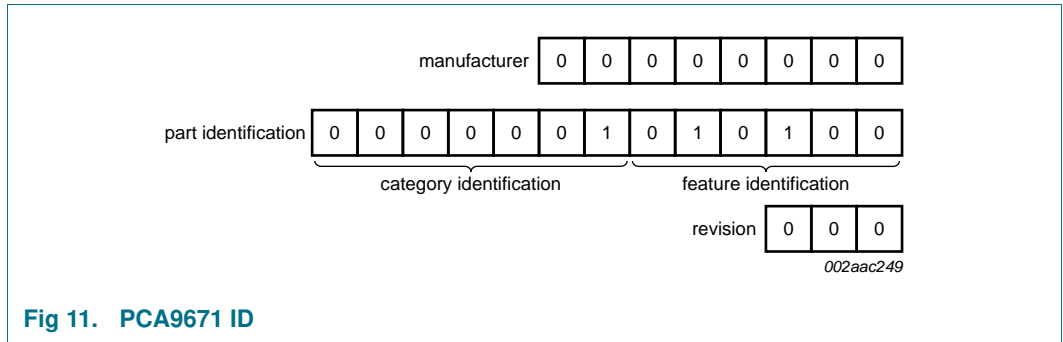 manufacturer 0 0 0 0 0 0 0 0
part identification 0 0 0 0 0 0 1 0 1 0 1 0 0
category identification feature identification
revision 0 0 0
002aac249
Fig 11. PCA9671 ID